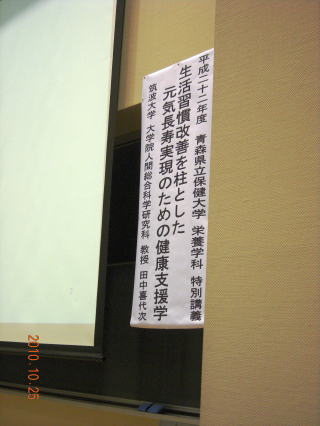 平成二十二年度 青森県立保健大学 栄養学科 特別講義
生活習慣改善を柱とした
元気長寿実現のための健康支援学
筑波大学 大学院人間総合科学研究科 教授 田中喜代次
2010.10.25